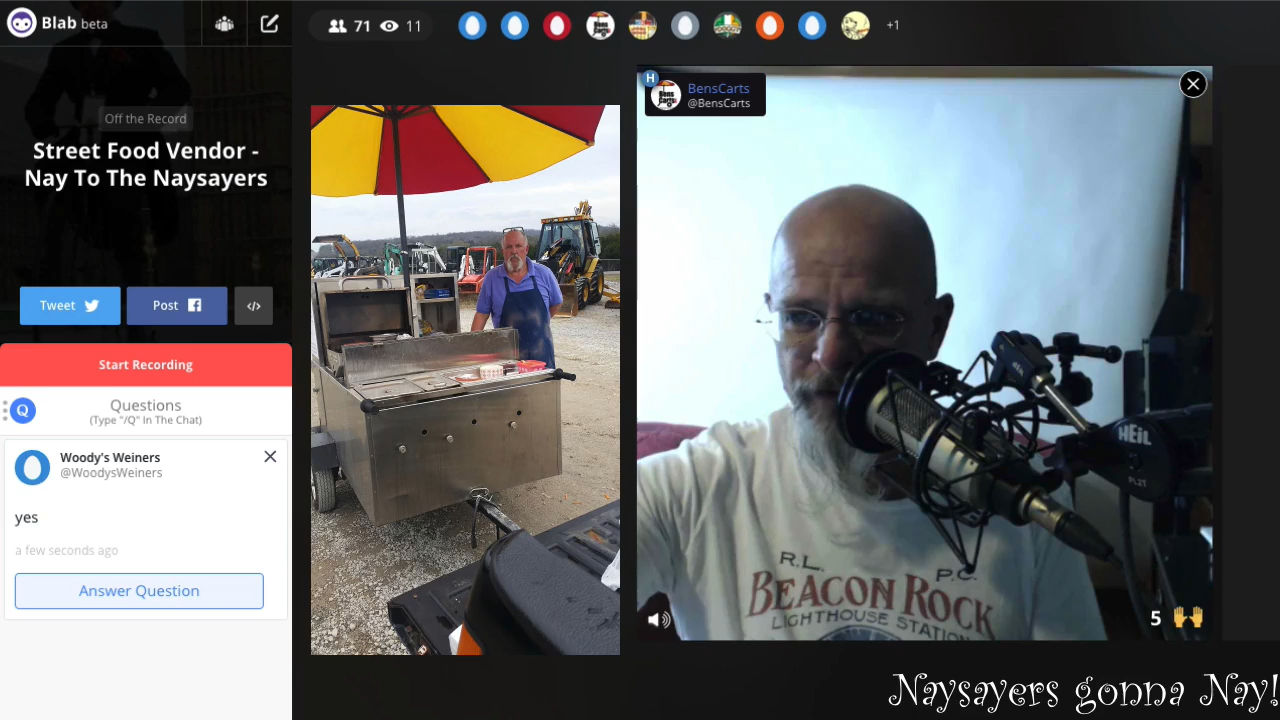 Blab beta
71 11
+1
Off the Record
Street Food Vendor -
Nay To The Naysayers
Tweet
Post
</>
Start Recording
Q
Questions
(Type "/Q" In The Chat)
Woody's Weiners
@WoodysWeiners
yes
a few seconds ago
Answer Question
H
BensCarts
@BensCarts
HEiL
PL2T
R.L. P.C.
BEACON ROCK
LIGHTHOUSE STATION
5
Naysayers gonna Nay!